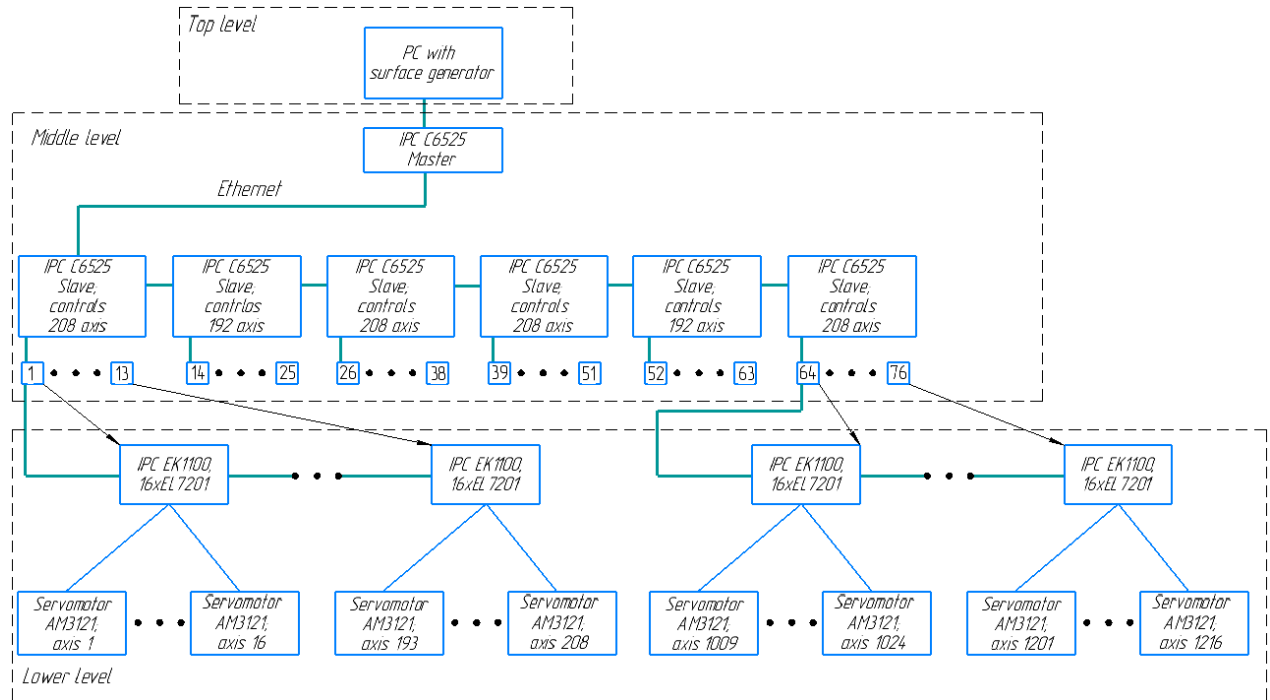 Top level
PC with
surface generator
Middle level
IPC C6525
Master
Ethernet
IPC C6525
Slave,
controls
208 axis
IPC C6525
Slave,
contrlos
192 axis
IPC C6525
Slave,
controls
208 axis
IPC C6525
Slave,
controls
208 axis
IPC C6525
Slave,
controls
192 axis
IPC C6525
Slave,
controls
208 axis
1
13
14
25
26
38
39
51
52
63
64
76
IPC EK1100,
16xEL7201
IPC EK1100,
16xEL7201
IPC EK1100,
16xEL7201
IPC EK1100,
16xEL7201
Servomotor
AM3121,
axis 1
Servomotor
AM3121,
axis 16
Servomotor
AM3121,
axis 193
Servomotor
AM3121,
axis 208
Servomotor
AM3121,
axis 1009
Servomotor
AM3121,
axis 1024
Servomotor
AM3121,
axis 1201
Servomotor
AM3121,
axis 1216
Lower level